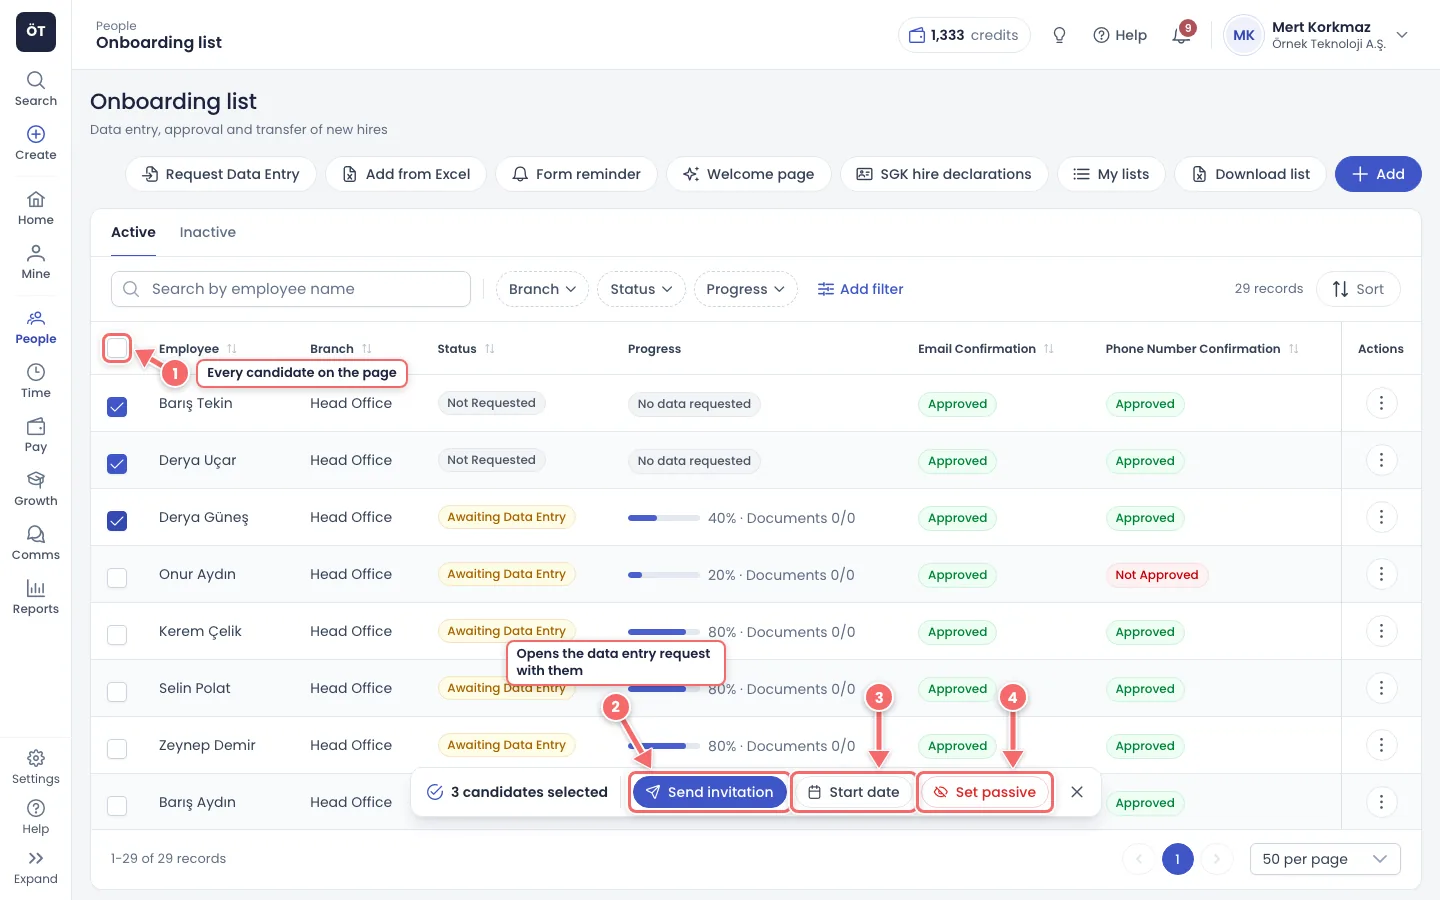 ÖT
People
Onboarding list
1,333 credits
Help
9
MK
Mert Korkmaz
Örnek Teknoloji A.Ş.
Search
Create
Home
Mine
People
Time
Pay
Growth
Comms
Reports
Settings
Help
Expand
Onboarding list
Data entry, approval and transfer of new hires
Request Data Entry
Add from Excel
Form reminder
Welcome page
SGK hire declarations
My lists
Download list
Add
Active
Inactive
Search by employee name
Branch
Status
Progress
Add filter
29 records
Sort
Employee
Branch
Status
Progress
Email Confirmation
Phone Number Confirmation
Actions
1
Every candidate on the page
Barış Tekin Head Office Not Requested No data requested Approved Approved
Derya Uçar Head Office Not Requested No data requested Approved Approved
Derya Güneş Head Office Awaiting Data Entry 40% · Documents 0/0 Approved Approved
Onur Aydın Head Office Awaiting Data Entry 20% · Documents 0/0 Approved Not Approved
Kerem Çelik Head Office Awaiting Data Entry 80% · Documents 0/0 Approved Approved
Opens the data entry request
with them
Selin Polat Head Office Awaiting Data Entry 80% · Documents 0/0 Approved Approved
2
3
4
Zeynep Demir Head Office Awaiting Data Entry 80% · Documents 0/0 Approved Approved
Barış Aydın Head Office Approved
3 candidates selected
Send invitation
Start date
Set passive
1-29 of 29 records
1
50 per page